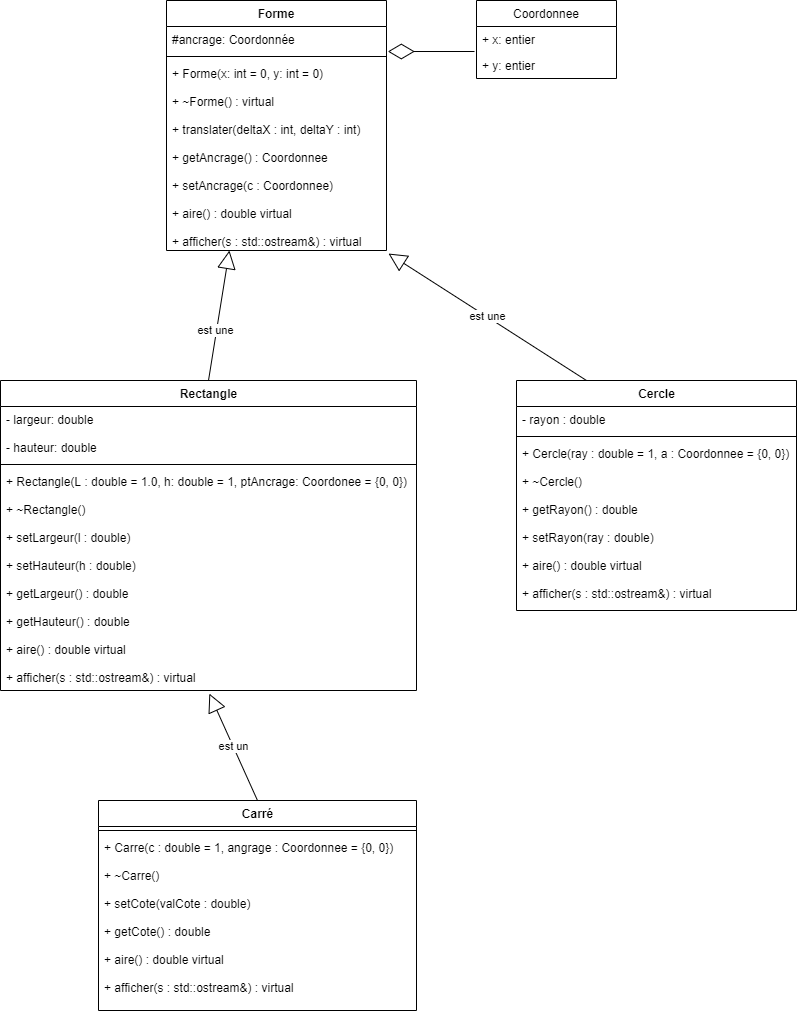 Forme
#ancrage: Coordonnée
+ Forme(x: int = 0, y: int = 0)
+ ~Forme() : virtual
+ translater(deltaX : int, deltaY : int)
+ getAncrage() : Coordonnee
+ setAncrage(c : Coordonnee)
+ aire() : double virtual
+ afficher(s : std::ostream&) : virtual
Coordonnee
+ x: entier
+ y: entier
est une
est une
Rectangle
- largeur: double
- hauteur: double
+ Rectangle(L : double = 1.0, h: double = 1, ptAncrage: Coordonee = {0, 0})
+ ~Rectangle()
+ setLargeur(l : double)
+ setHauteur(h : double)
+ getLargeur() : double
+ getHauteur() : double
+ aire() : double virtual
+ afficher(s : std::ostream&) : virtual
Cercle
- rayon : double
+ Cercle(ray : double = 1, a : Coordonnee = {0, 0})
+ ~Cercle()
+ getRayon() : double
+ setRayon(ray : double)
+ aire() : double virtual
+ afficher(s : std::ostream&) : virtual
est un
Carré
+ Carre(c : double = 1, angrage : Coordonnee = {0, 0})
+ ~Carre()
+ setCote(valCote : double)
+ getCote() : double
+ aire() : double virtual
+ afficher(s : std::ostream&) : virtual